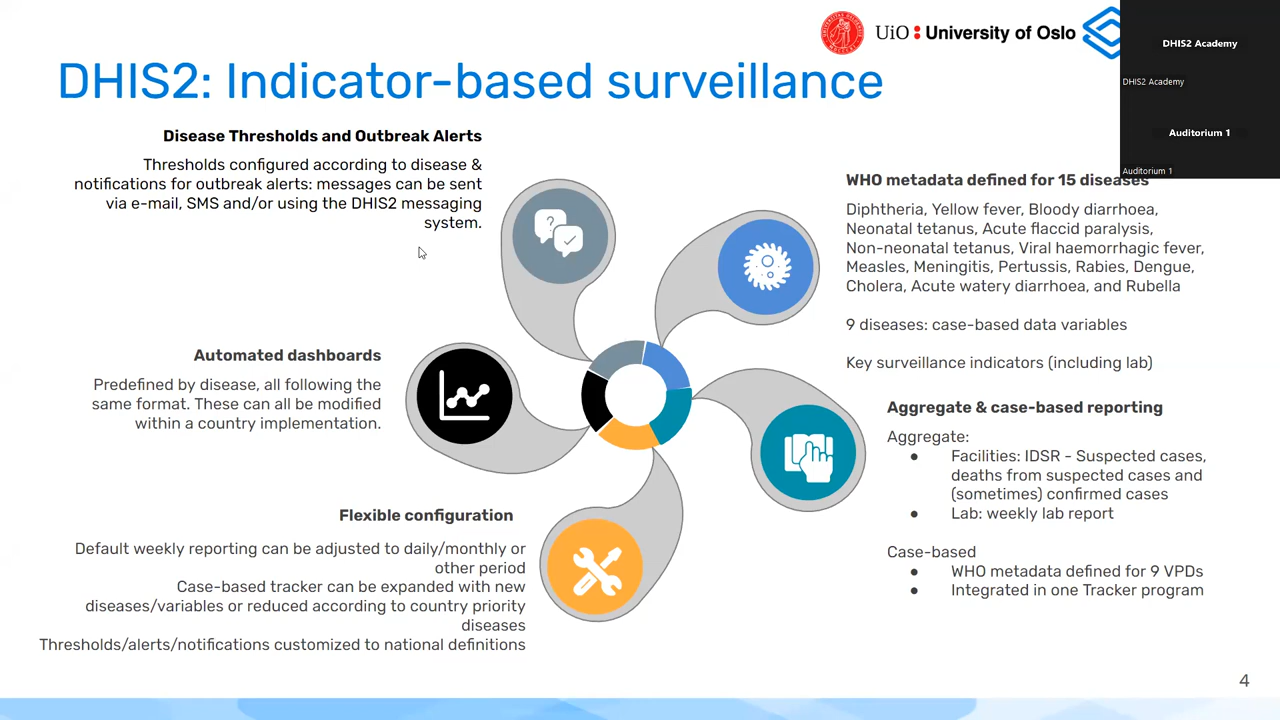 UiO : University of Oslo
DHIS2 Academy
DHIS2 Academy
Auditorium 1
Auditorium 1
DHIS2: Indicator-based surveillance
Disease Thresholds and Outbreak Alerts
Thresholds configured according to disease &
notifications for outbreak alerts: messages can be sent
via e-mail, SMS and/or using the DHIS2 messaging
system.
WHO metadata defined for 15 diseases
Diphtheria, Yellow fever, Bloody diarrhoea,
Neonatal tetanus, Acute flaccid paralysis,
Non-neonatal tetanus, Viral haemorrhagic fever,
Measles, Meningitis, Pertussis, Rabies, Dengue,
Cholera, Acute watery diarrhoea, and Rubella
9 diseases: case-based data variables
Key surveillance indicators (including lab)
Automated dashboards
Predefined by disease, all following the
same format. These can all be modified
within a country implementation.
Aggregate & case-based reporting
Aggregate:
● Facilities: IDSR - Suspected cases,
deaths from suspected cases and
(sometimes) confirmed cases
● Lab: weekly lab report
Case-based
● WHO metadata defined for 9 VPDs
● Integrated in one Tracker program
Flexible configuration
Default weekly reporting can be adjusted to daily/monthly or
other period
Case-based tracker can be expanded with new
diseases/variables or reduced according to country priority
diseases
Thresholds/alerts/notifications customized to national definitions
4